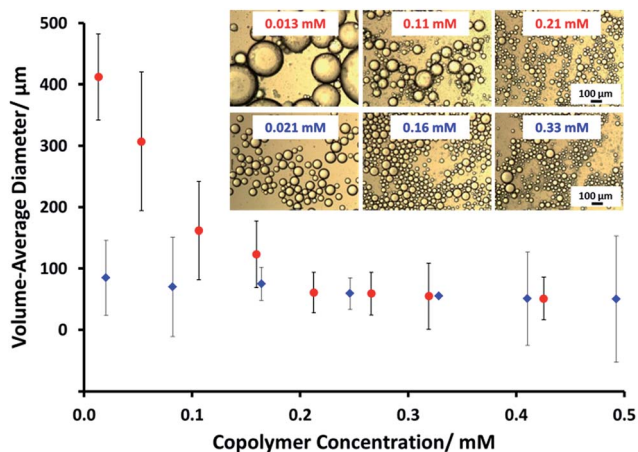 500
400
300
200
100
0
Volume-Average Diameter/ µm
0.013 mM
0.11 mM
0.21 mM
100 µm
0.021 mM
0.16 mM
0.33 mM
100 µm
0.0
0.1
0.2
0.3
0.4
0.5
Copolymer Concentration/ mM